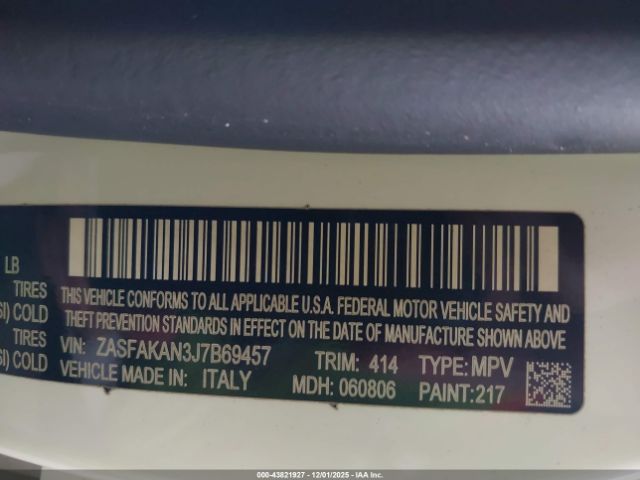 LB
TIRES
SI) COLD
TIRES
SI) COLD
THIS VEHICLE CONFORMS TO ALL APPLICABLE U.S.A. FEDERAL MOTOR VEHICLE SAFETY AND
THEFT PREVENTION STANDARDS IN EFFECT ON THE DATE OF MANUFACTURE SHOWN ABOVE
VIN: ZASFAKAN3J7B69457 TRIM: 414 TYPE: MPV
VEHICLE MADE IN: ITALY MDH: 060806 PAINT: 217
000-43821927 - 12/01/2025 - IAAI, Inc.